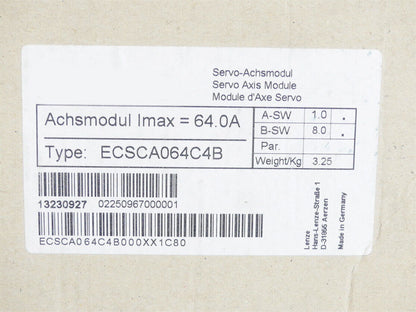 Servo-Achsmodul
Servo Axis Module
Module d'Axe Servo
Achsmodul Imax = 64.0A
Type: ECSCA064C4B
A-SW 1.0 .
B-SW 8.0 .
Par.
Weight/Kg 3.25
13230927 02250967000001
ECSCA064C4B000XX1C80
Lenze
Hans-Lenze-Straße 1
D-31855 Aerzen
Made in Germany